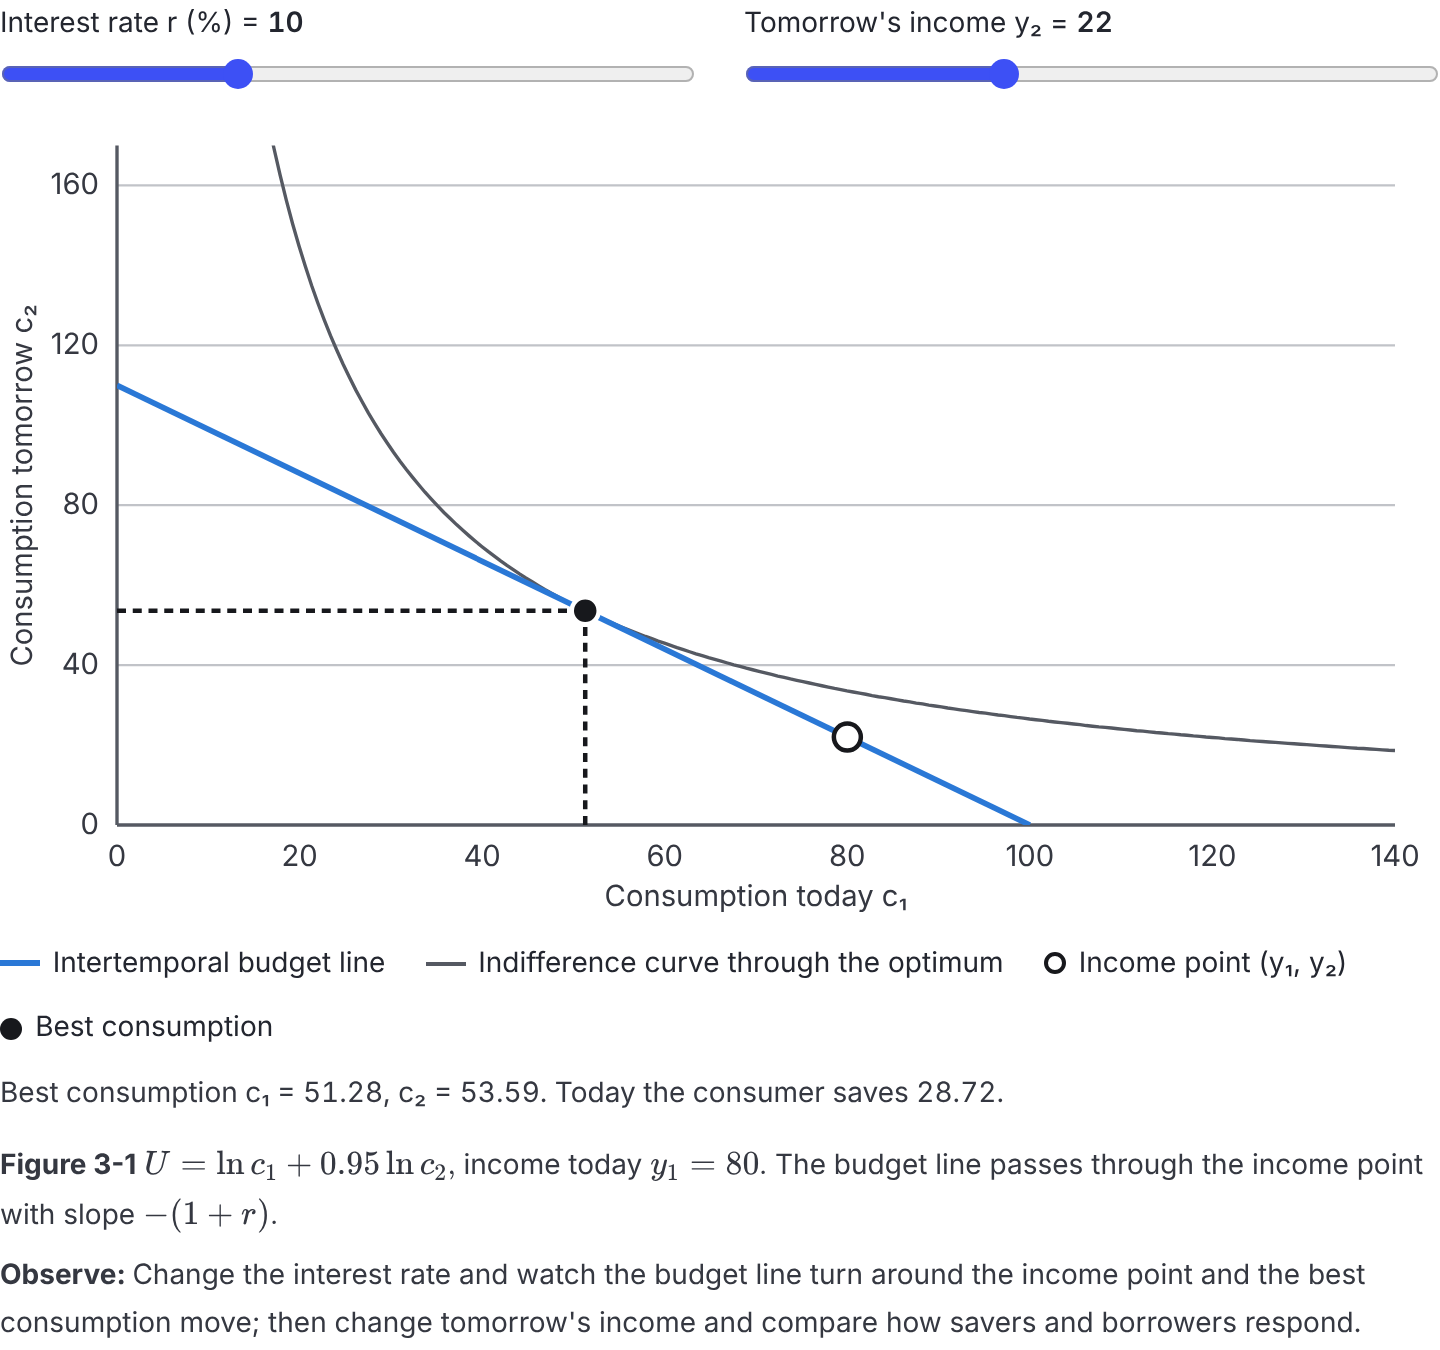 Interest rate r (%) = 10
Tomorrow's income y₂ = 22
160
120
80
40
0
Consumption tomorrow c₂
0 20 40 60 80 100 120 140
Consumption today c₁
Intertemporal budget line Indifference curve through the optimum Income point (y₁, y₂)
Best consumption
Best consumption c₁ = 51.28, c₂ = 53.59. Today the consumer saves 28.72.
Figure 3-1 U = ln c₁ + 0.95 ln c₂, income today y₁ = 80. The budget line passes through the income point
with slope −(1 + r).
Observe: Change the interest rate and watch the budget line turn around the income point and the best
consumption move; then change tomorrow's income and compare how savers and borrowers respond.